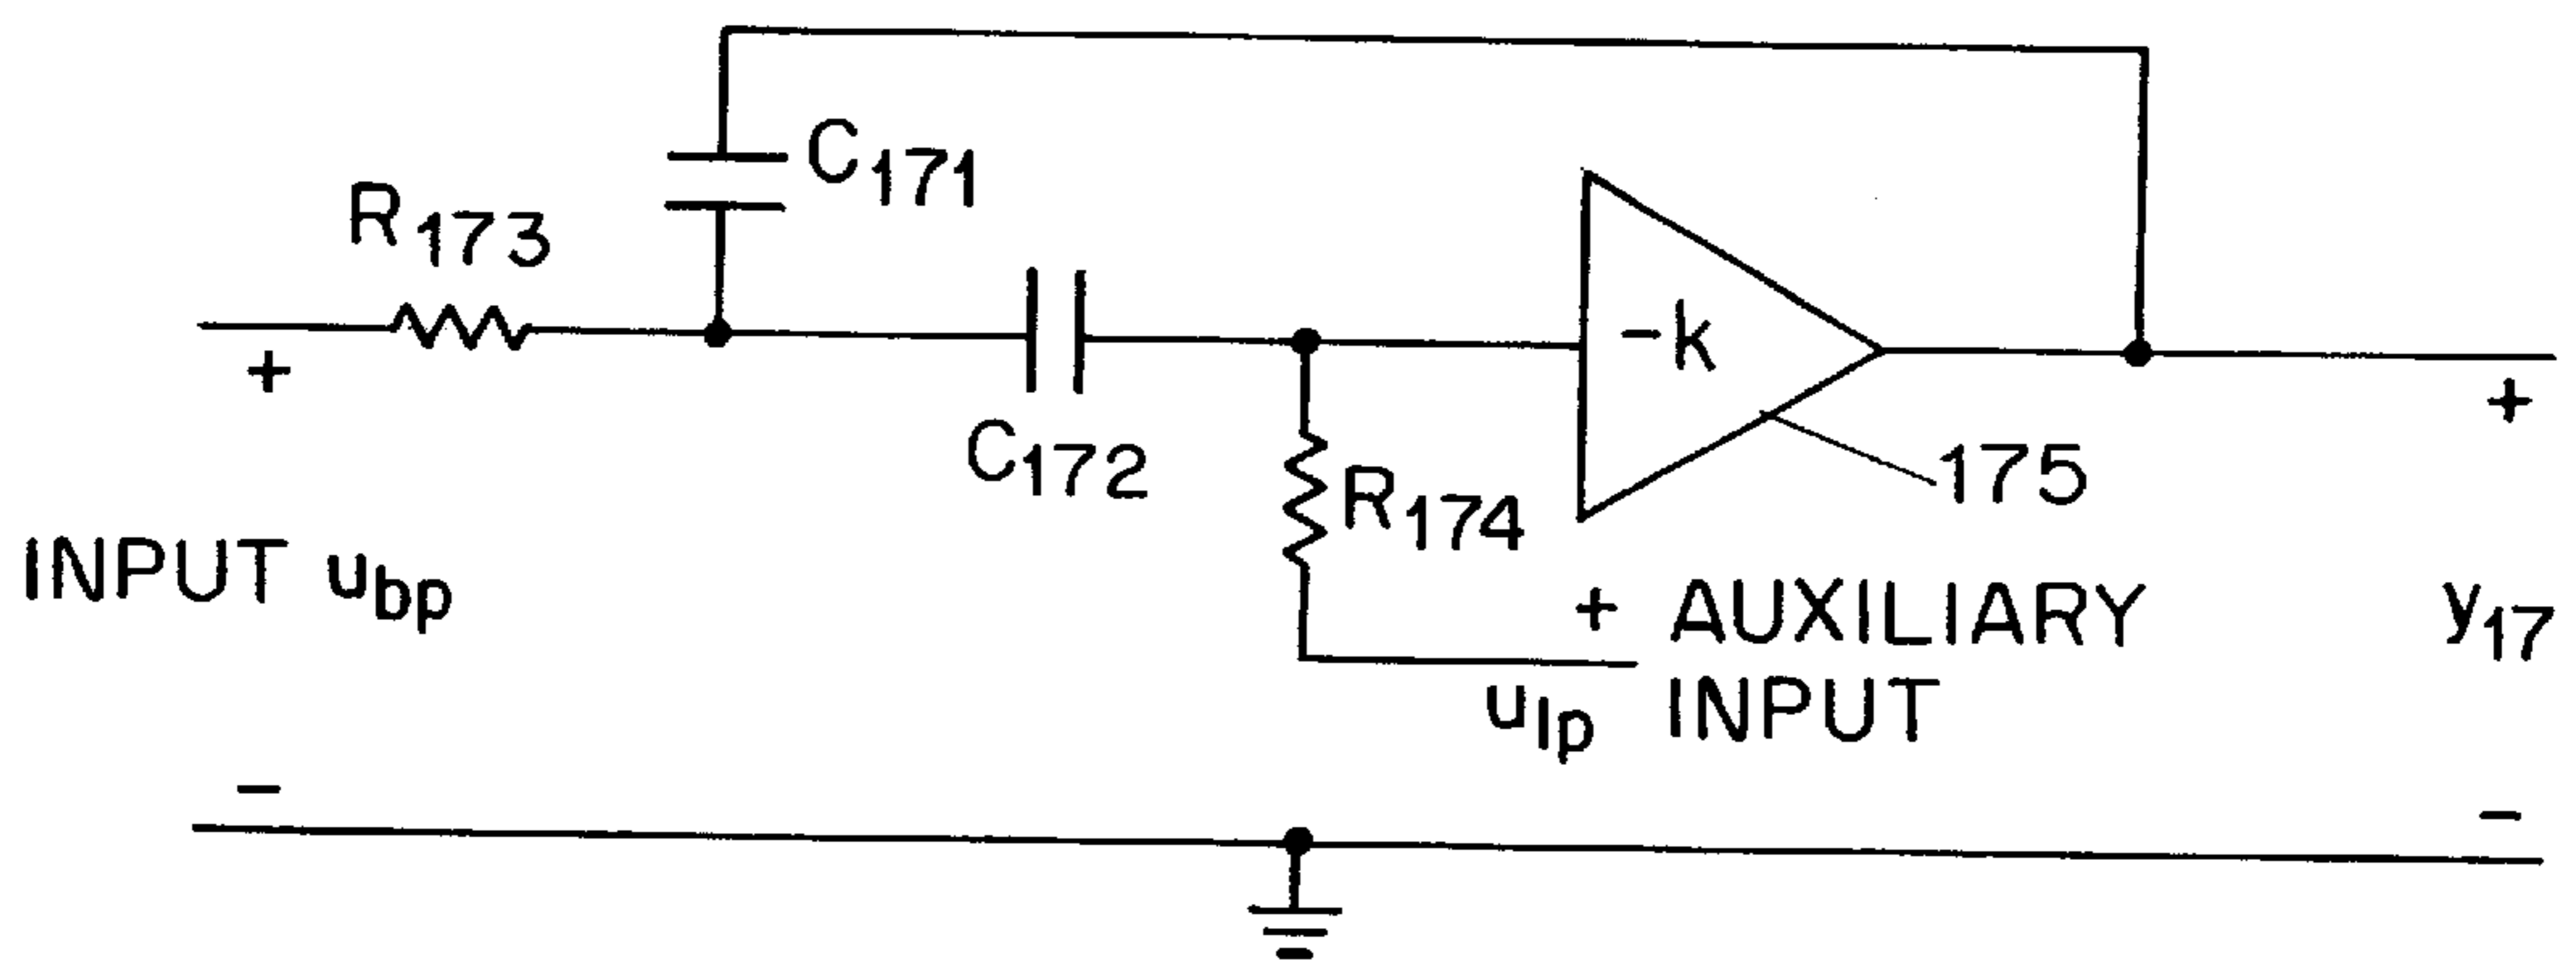 C171
R173
-k
C172
175
R174
+
+
INPUT ubp
+ AUXILIARY
y17
ulp INPUT
-
-